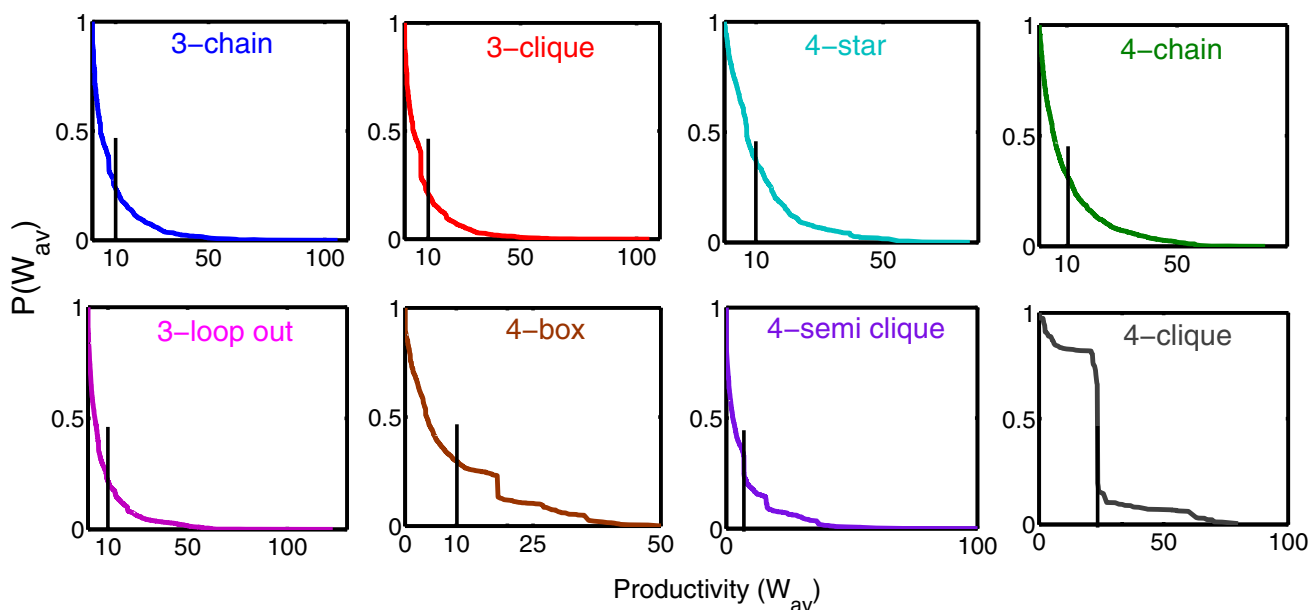 1 3−chain
0.5
0
10 50 100
1 3−clique
0.5
0
10 50 100
1 4−star
0.5
0
10 50
1 4−chain
0.5
0
10 50
P(W_av)
1 3−loop out
0.5
0
10 50 100
1 4−box
0.5
0
0 10 25 50
1 4−semi clique
0.5
0
0 100
1 4−clique
0.5
0
0 50 100
Productivity (W_av)